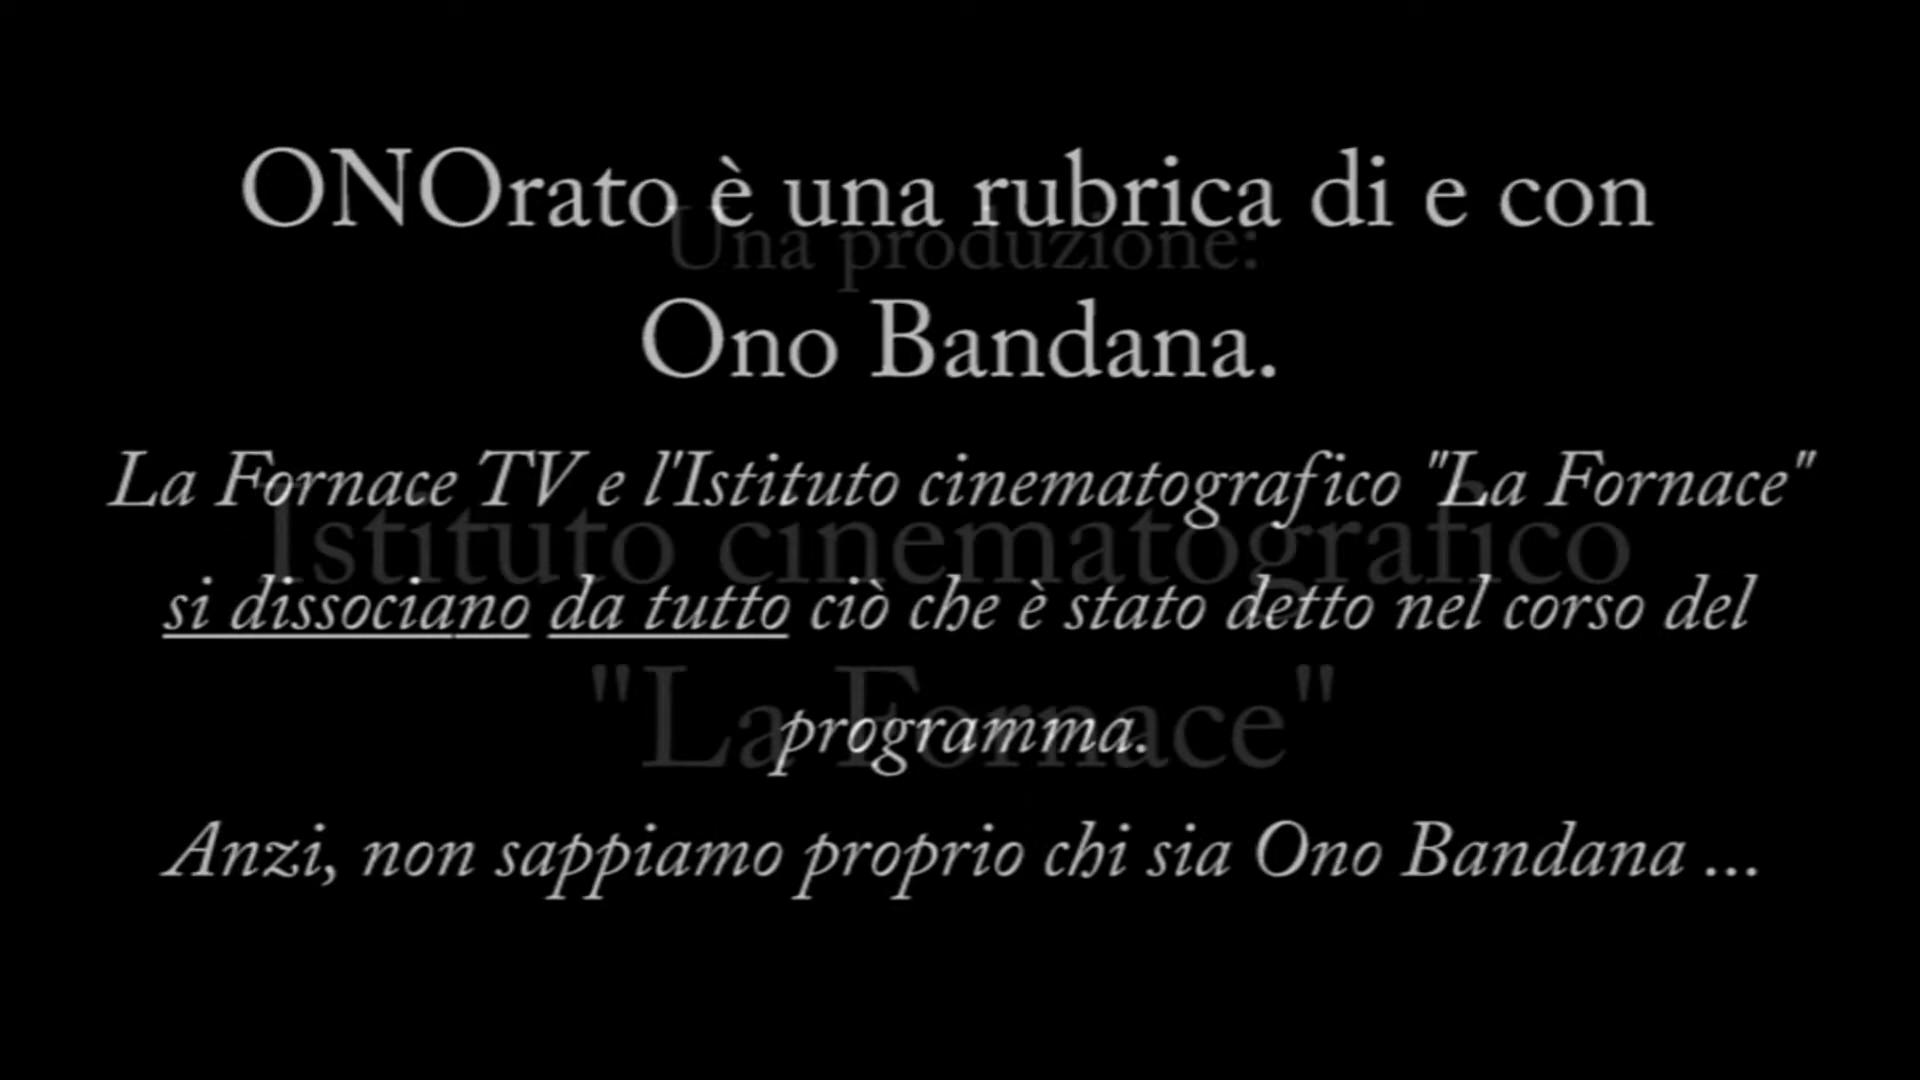 ONOrato è una rubrica di e con
Una produzione:
Ono Bandana.
La Fornace TV e l'Istituto cinematografico "La Fornace"
Istituto cinematografico
si dissociano da tutto ciò che è stato detto nel corso del
"La Fornace"
programma.
Anzi, non sappiamo proprio chi sia Ono Bandana ...